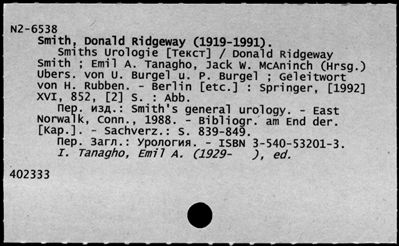 N2-6538
Smith, Donald Ridgeway (1919-1991).
Smiths Urologie [Текст] / Donald Ridgeway
Smith ; Emil A. Tanagho, Jack W. McAninch (Hrsg.)
Ubers. von U. Burgel u. P. Burgel ; Geleitwort
von H. Rubben. - Berlin [etc.] : Springer, [1992]
XVI, 852, [2] S. : Abb.
Пер. изд.: Smith's general urology. - East
Norwalk, Conn., 1988. - Bibliogr. am End der.
[Kap.]. - Sachverz.: S. 839-849.
Пер. Загл.: Урология. - ISBN 3-540-53201-3.
I. Tanagho, Emil A. (1929- ), ed.
402333